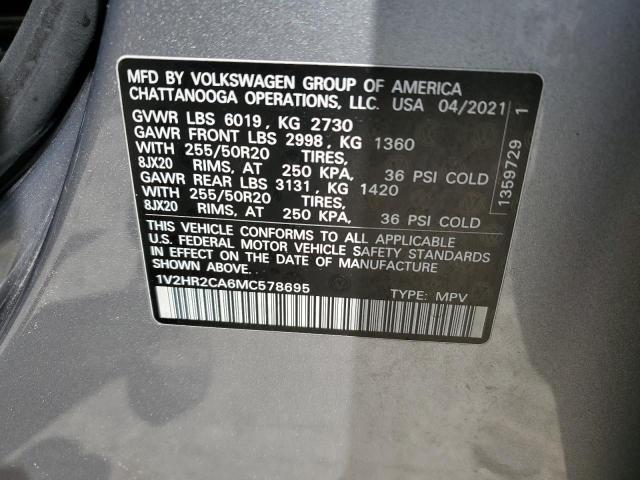 MFD BY VOLKSWAGEN GROUP OF AMERICA
CHATTANOOGA OPERATIONS, LLC. USA 04/2021
GVWR LBS 6019, KG 2730
GAWR FRONT LBS 2998, KG 1360
WITH 255/50R20 TIRES,
8JX20 RIMS, AT 250 KPA, 36 PSI COLD
GAWR REAR LBS 3131, KG 1420
WITH 255/50R20 TIRES,
8JX20 RIMS, AT 250 KPA, 36 PSI COLD
THIS VEHICLE CONFORMS TO ALL APPLICABLE
U.S. FEDERAL MOTOR VEHICLE SAFETY STANDARDS
IN EFFECT ON THE DATE OF MANUFACTURE
SHOWN ABOVE.
1V2HR2CA6MC578695 TYPE: MPV
1359729 1